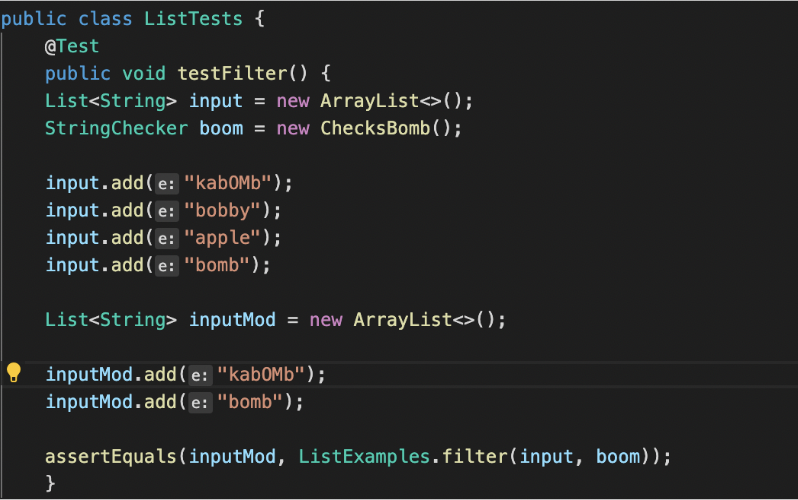 public class ListTests {
@Test
public void testFilter() {
List<String> input = new ArrayList<>();
StringChecker boom = new ChecksBomb();
input.add(e: "kabOMb");
input.add(e: "bobby");
input.add(e: "apple");
input.add(e: "bomb");
List<String> inputMod = new ArrayList<>();
inputMod.add(e: "kabOMb");
inputMod.add(e: "bomb");
assertEquals(inputMod, ListExamples.filter(input, boom));
}